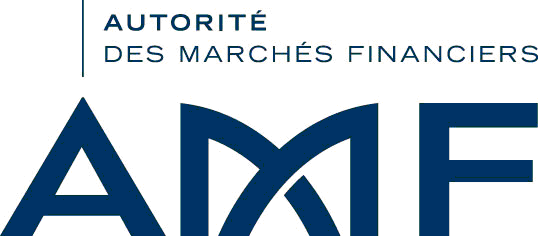 AUTORITÉ
DES MARCHÉS FINANCIERS
AMF